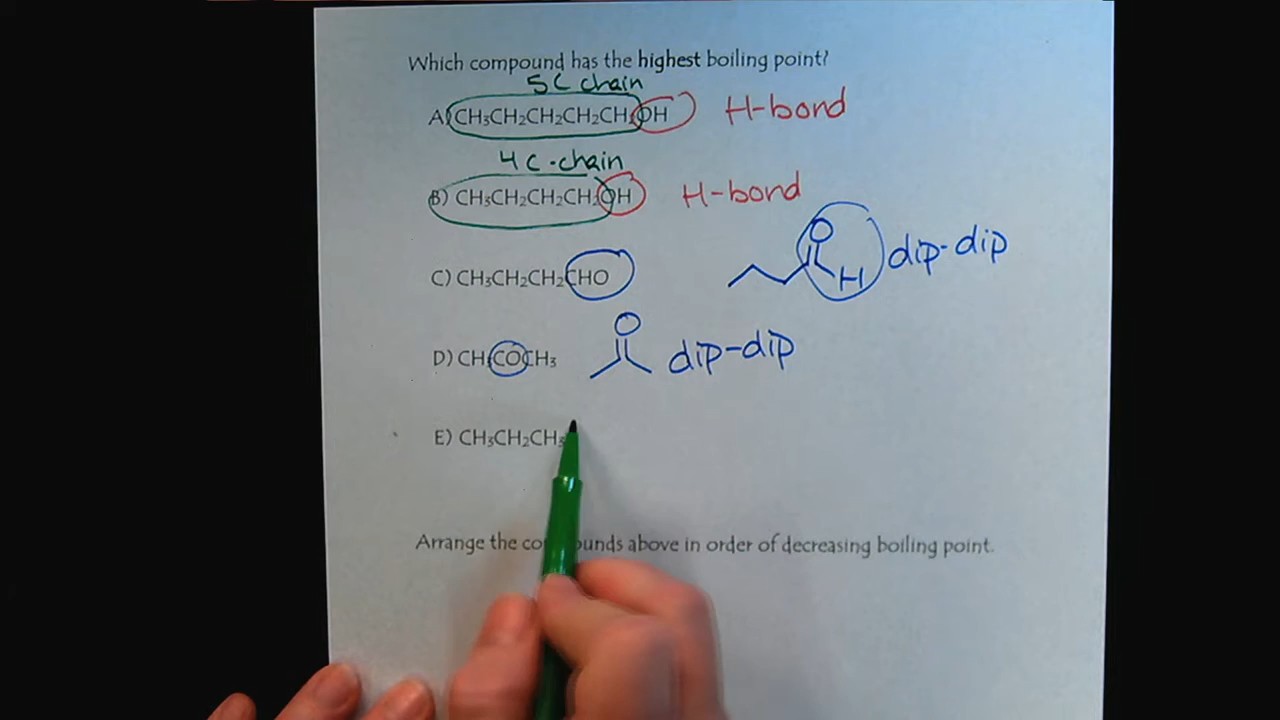 Which compound has the highest boiling point?
5C chain
A) CH₃CH₂CH₂CH₂CH₂OH H-bond
4C-chain
B) CH₃CH₂CH₂CH₂OH H-bond
C) CH₃CH₂CH₂CHO O H dip-dip
D) CH₃COCH₃ O dip-dip
E) CH₃CH₂CH₃
Arrange the compounds above in order of decreasing boiling point.